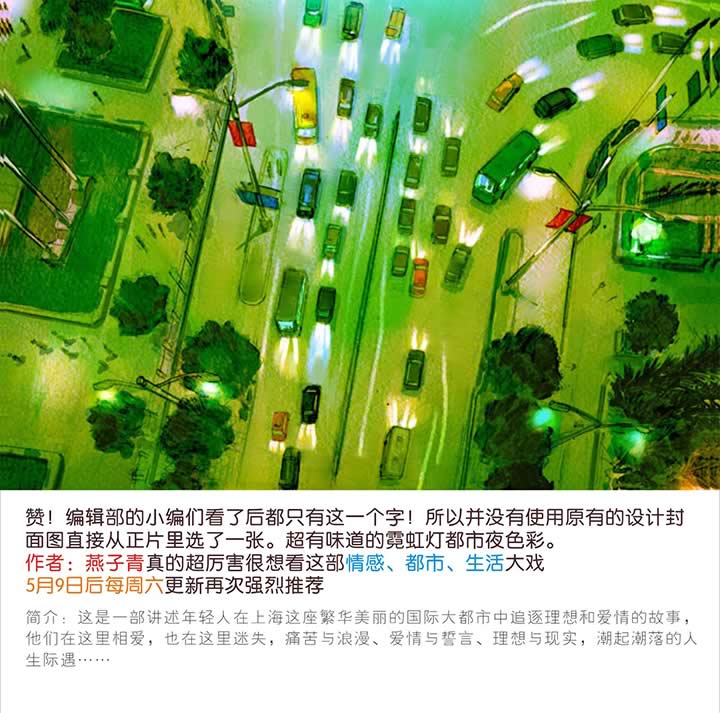 赞！编辑部的小编们看了后都只有这一个字！所以并没有使用原有的设计封
面图直接从正片里选了一张。超有味道的霓虹灯都市夜色彩。
作者：燕子青真的超厉害很想看这部情感、都市、生活大戏
5月9日后每周六更新再次强烈推荐
简介：这是一部讲述年轻人在上海这座繁华美丽的国际大都市中追逐理想和爱情的故事，
他们在这里相爱，也在这里迷失，痛苦与浪漫、爱情与誓言、理想与现实，潮起潮落的人
生际遇……